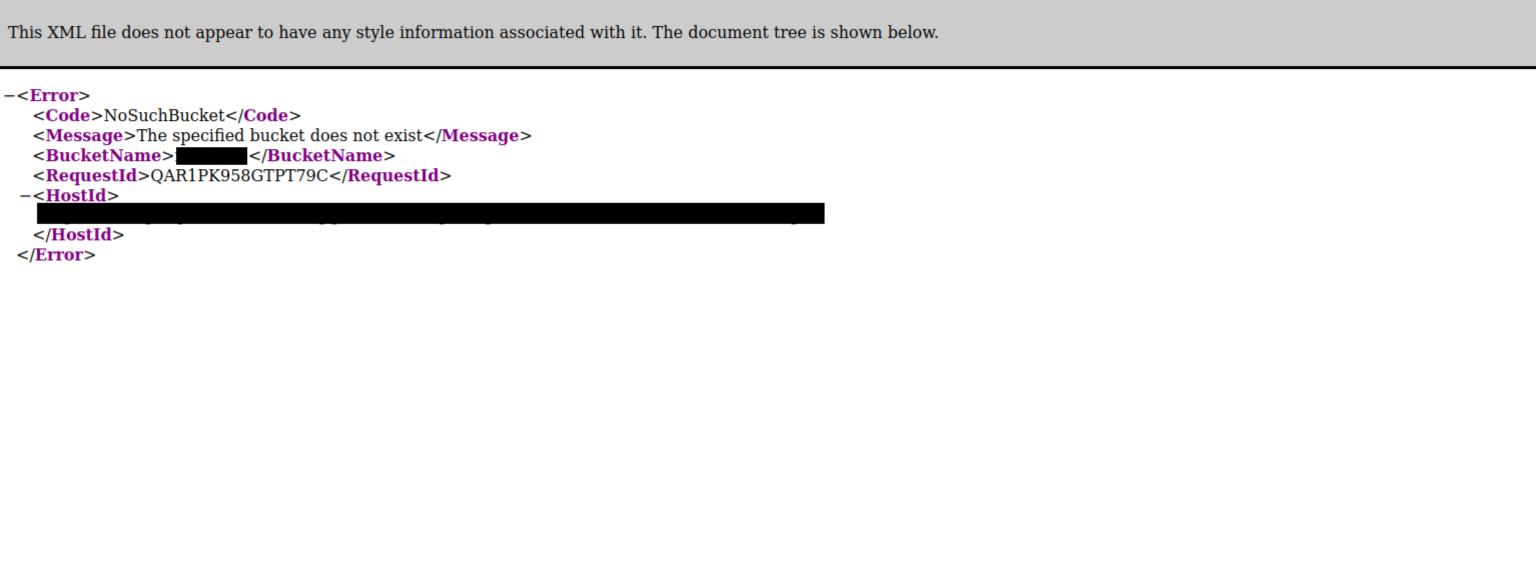 This XML file does not appear to have any style information associated with it. The document tree is shown below.
−<Error>
<Code>NoSuchBucket</Code>
<Message>The specified bucket does not exist</Message>
<BucketName></BucketName>
<RequestId>QAR1PK958GTPT79C</RequestId>
−<HostId>
</HostId>
</Error>